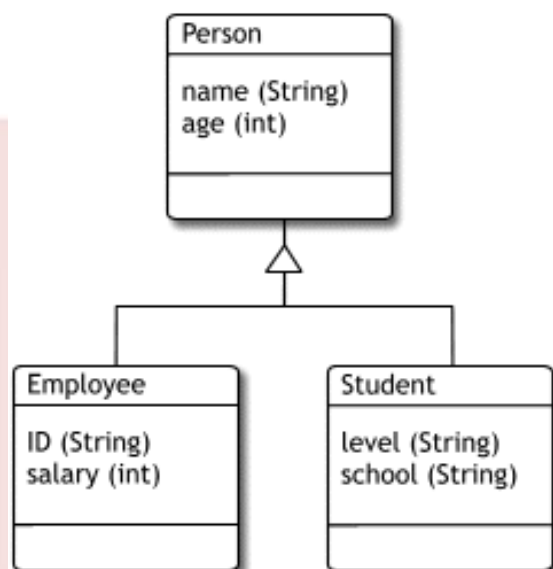 Person
name (String)
age (int)
Employee
ID (String)
salary (int)
Student
level (String)
school (String)